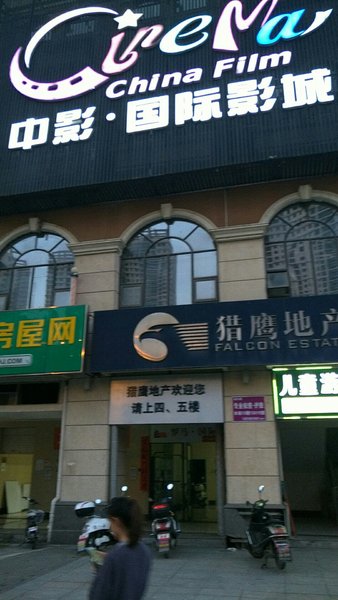 CineMa
China Film
中影·国际影城
房屋网
猎鹰地产
FALCON ESTAT
猎鹰地产欢迎您
请上四、五楼
儿童游